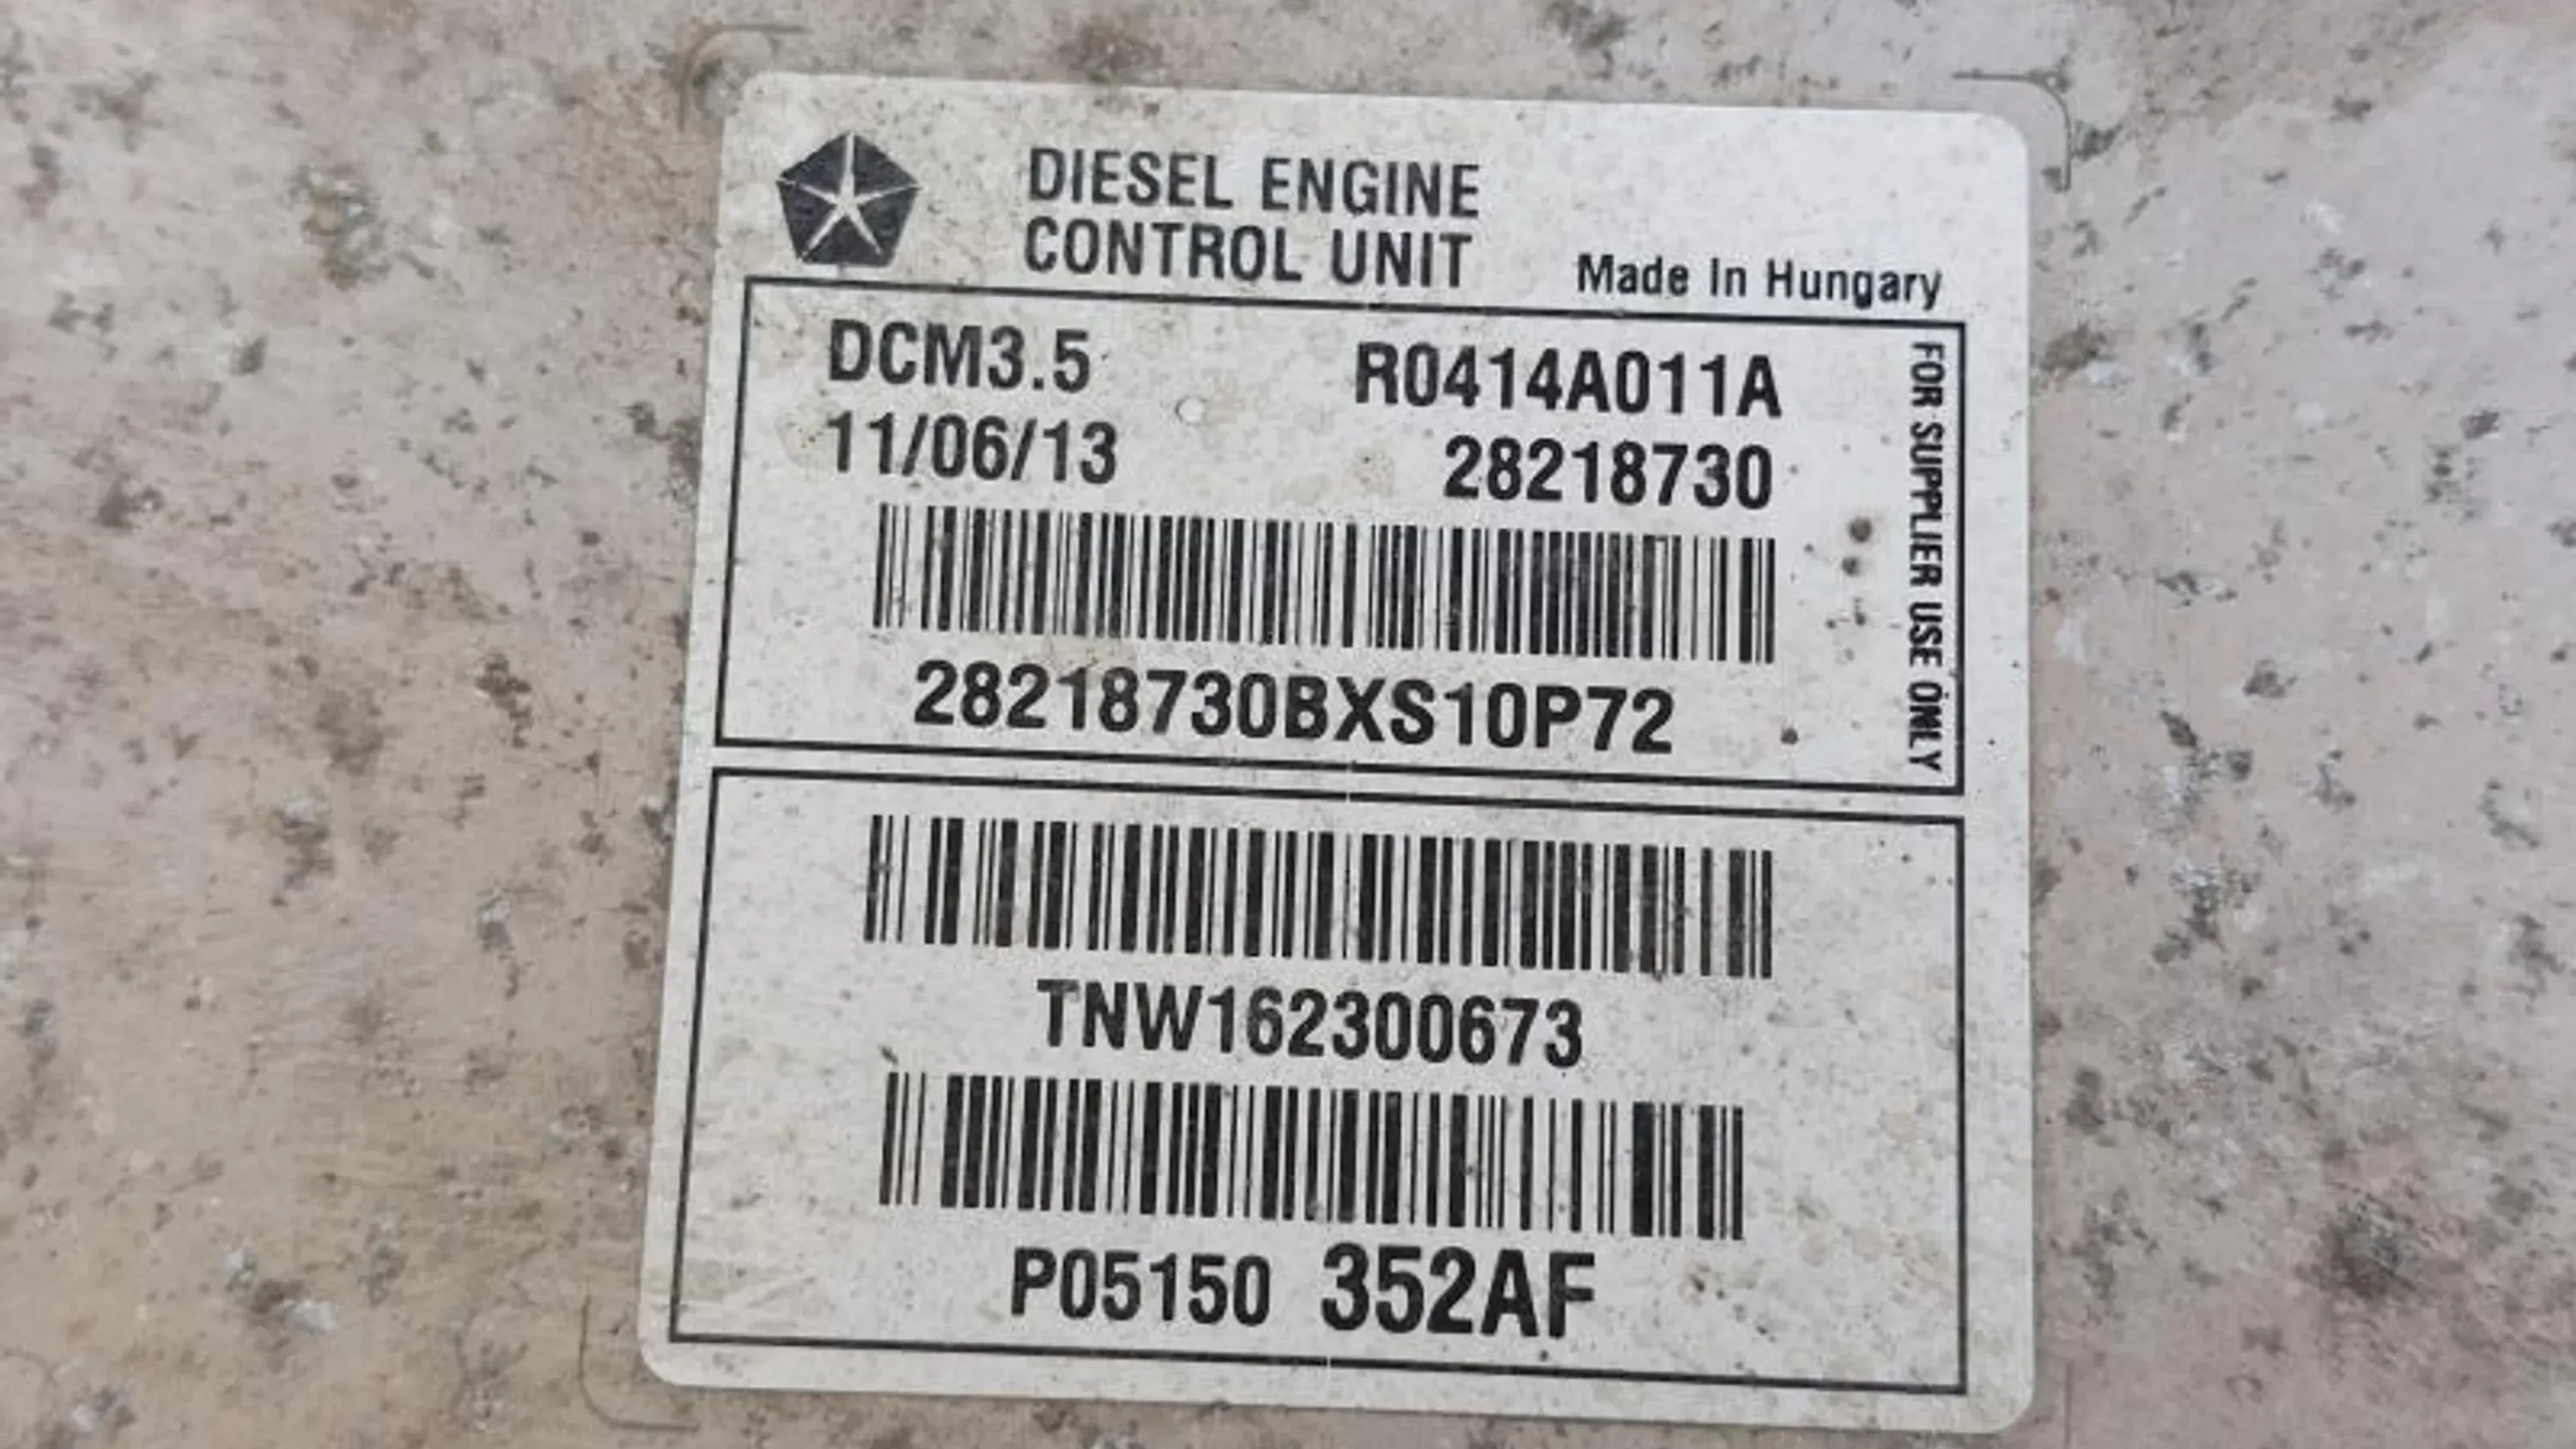 DIESEL ENGINE
CONTROL UNIT
Made In Hungary
DCM3.5
R0414A011A
11/06/13
28218730
28218730BXS10P72
FOR SUPPLIER USE ONLY
TNW162300673
P05150 352AF